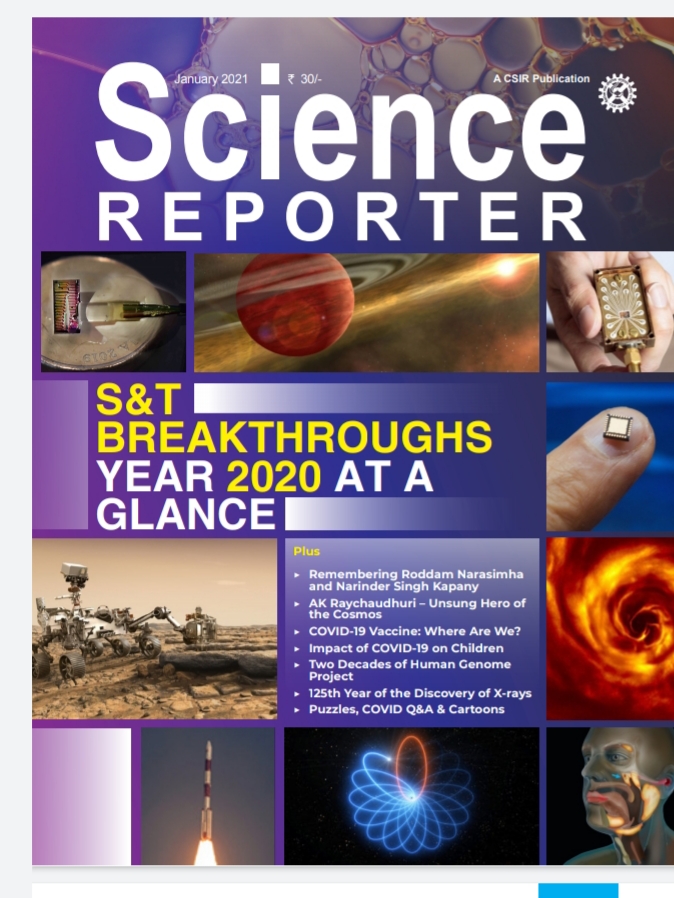 January 2021
₹ 30/-
A CSIR Publication
Science
REPORTER
S&T
BREAKTHROUGHS
YEAR 2020 AT A
GLANCE
Plus
▸ Remembering Roddam Narasimha
and Narinder Singh Kapany
▸ AK Raychaudhuri – Unsung Hero of
the Cosmos
▸ COVID-19 Vaccine: Where Are We?
▸ Impact of COVID-19 on Children
▸ Two Decades of Human Genome
Project
▸ 125th Year of the Discovery of X-rays
▸ Puzzles, COVID Q&A & Cartoons